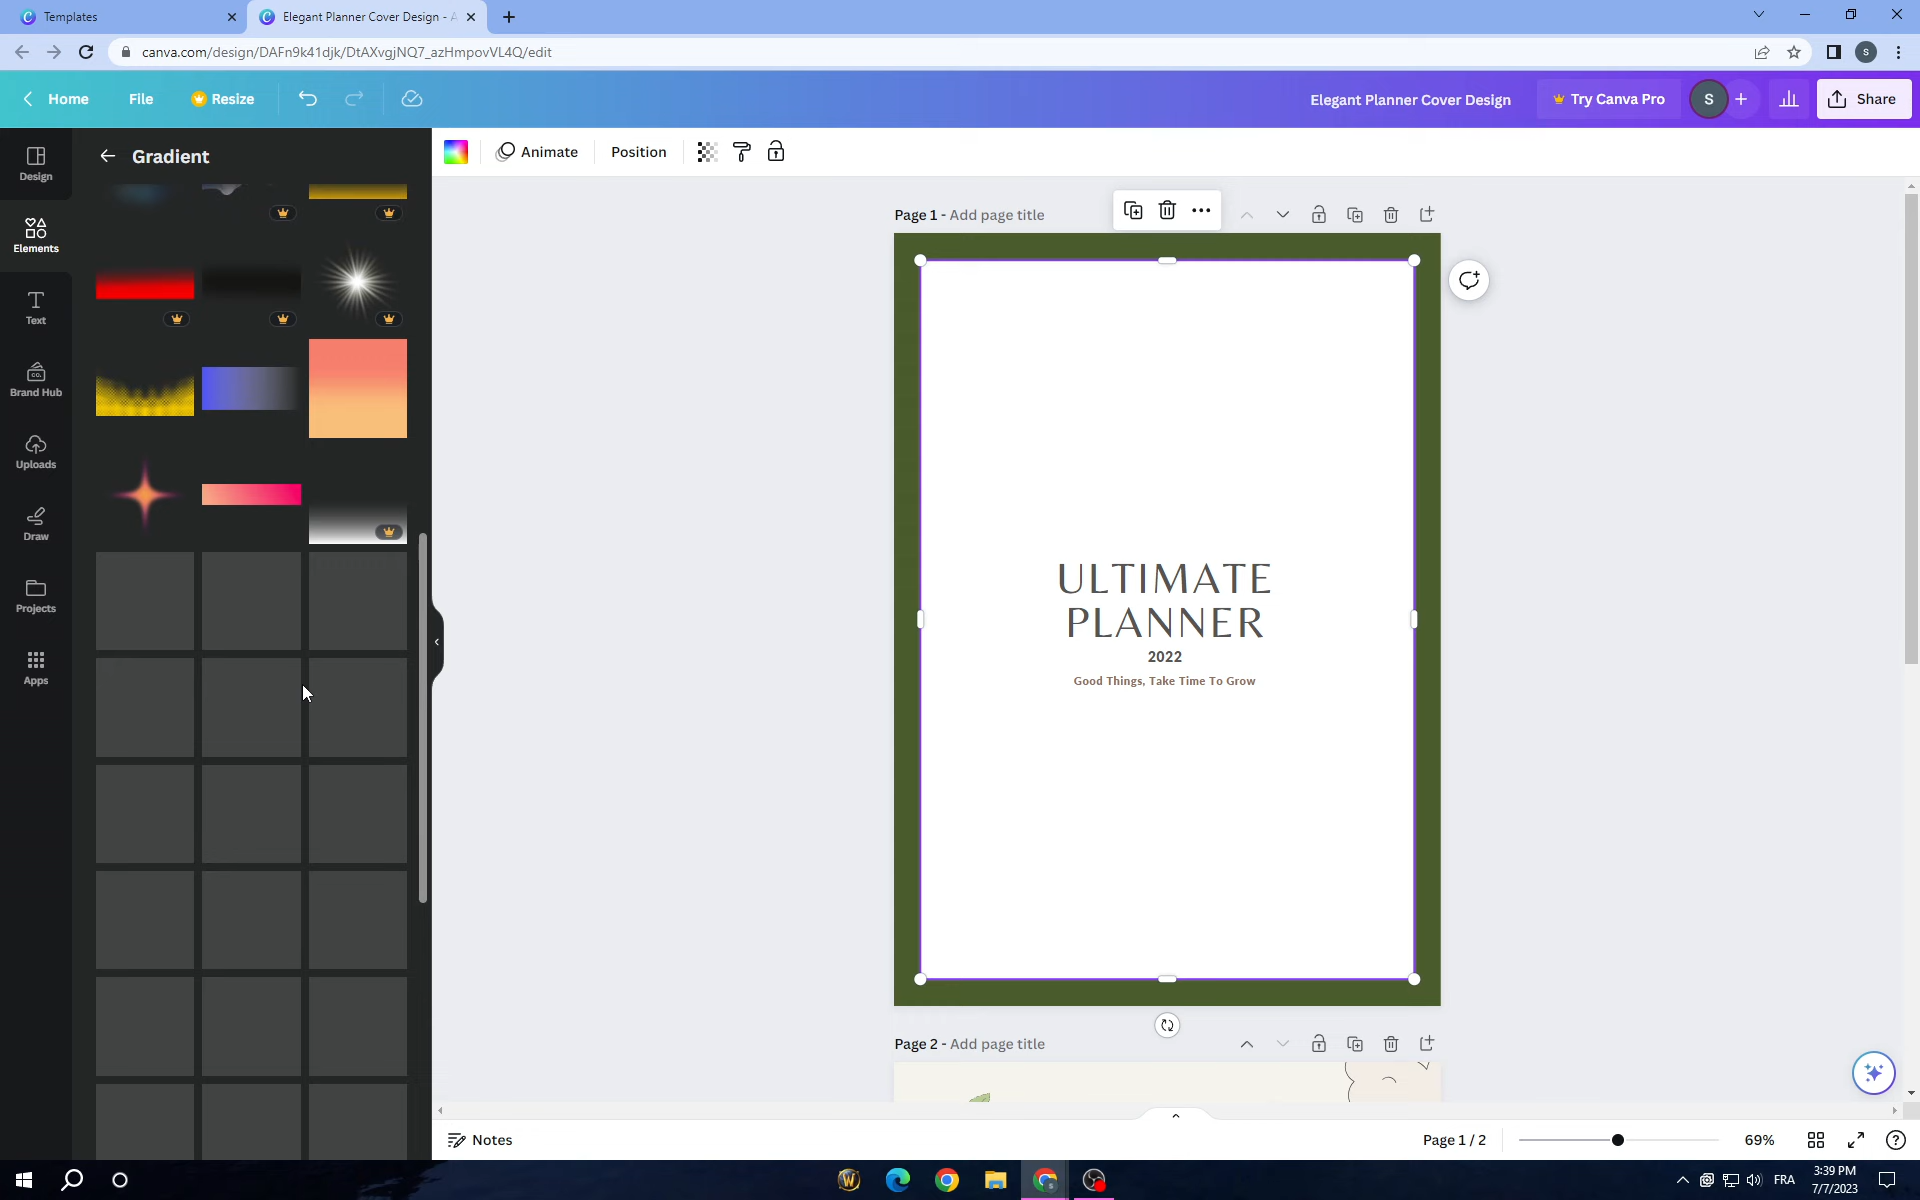 Templates
Elegant Planner Cover Design - A
canva.com/design/DAFn9k41djk/DtAXvgjNQ7_azHmpovVL4Q/edit
S
Home
File
Resize
Elegant Planner Cover Design
Try Canva Pro
S
Share
Design
Elements
Text
CO.
Brand Hub
Uploads
Draw
Projects
Apps
Gradient
Animate
Position
Page 1 - Add page title
ULTIMATE
PLANNER
2022
Good Things, Take Time To Grow
Page 2 - Add page title
Notes
Page 1 / 2
69%
FRA
3:39 PM
7/7/2023